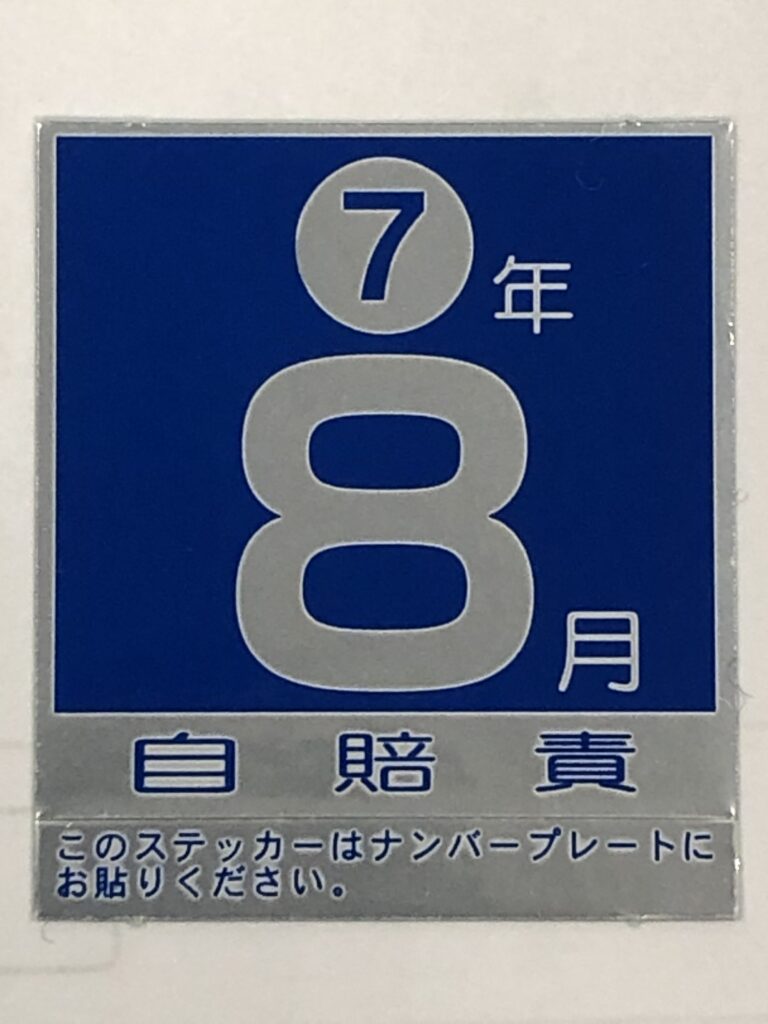 7年
8月
自賠責
このステッカーはナンバープレートに
お貼りください。